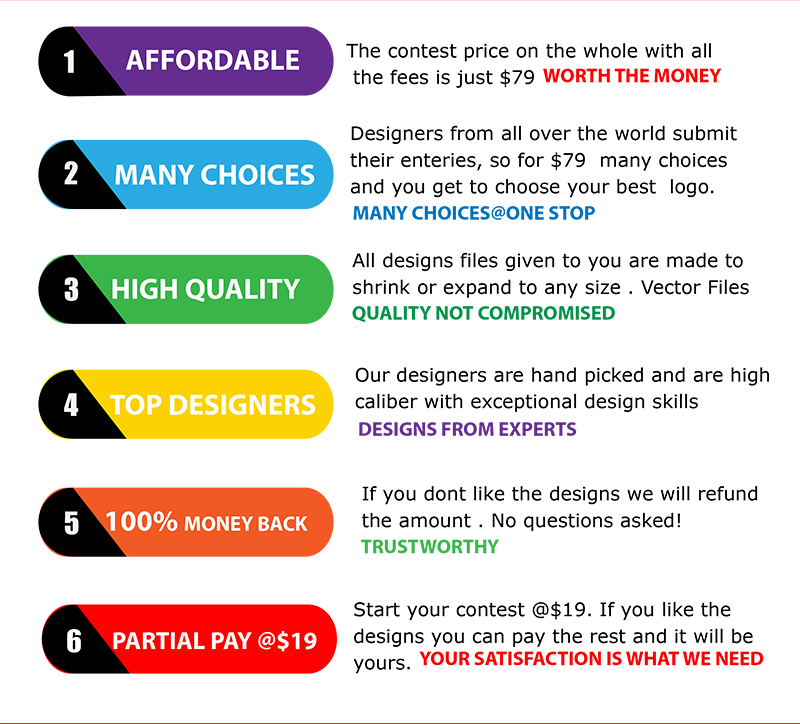 1 AFFORDABLE
The contest price on the whole with all
the fees is just $79 WORTH THE MONEY
2 MANY CHOICES
Designers from all over the world submit
their enteries, so for $79 many choices
and you get to choose your best logo.
MANY CHOICES@ONE STOP
3 HIGH QUALITY
All designs files given to you are made to
shrink or expand to any size . Vector Files
QUALITY NOT COMPROMISED
4 TOP DESIGNERS
Our designers are hand picked and are high
caliber with exceptional design skills
DESIGNS FROM EXPERTS
5 100% MONEY BACK
If you dont like the designs we will refund
the amount . No questions asked!
TRUSTWORTHY
6 PARTIAL PAY @$19
Start your contest @$19. If you like the
designs you can pay the rest and it will be
yours. YOUR SATISFACTION IS WHAT WE NEED